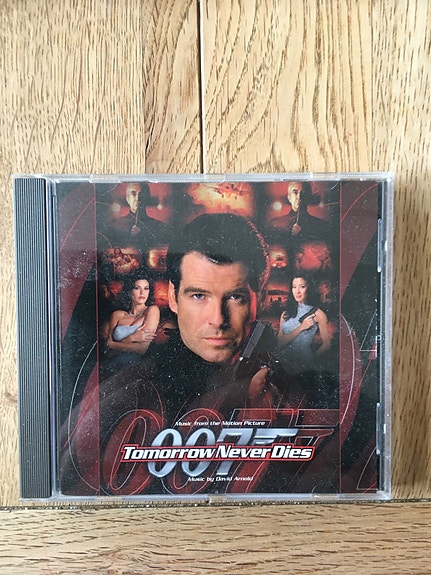 Music from the Motion Picture
007
Tomorrow Never Dies
Music by David Arnold